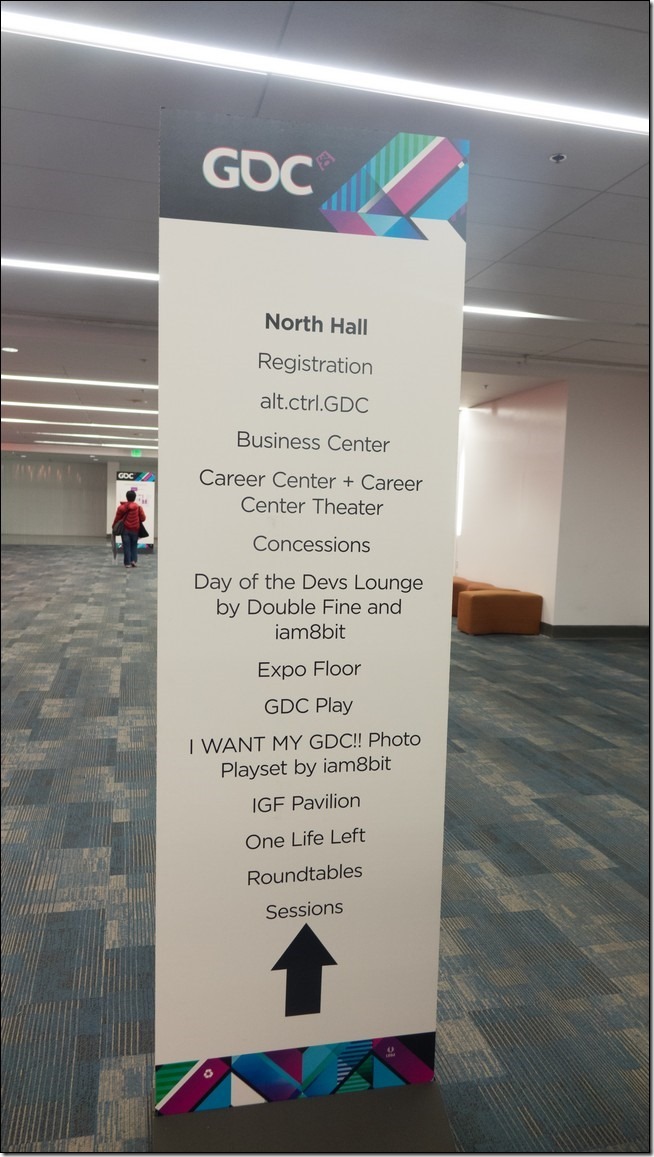 GDC
North Hall
Registration
alt.ctrl.GDC
Business Center
Career Center + Career
Center Theater
Concessions
Day of the Devs Lounge
by Double Fine and
iam8bit
Expo Floor
GDC Play
I WANT MY GDC!! Photo
Playset by iam8bit
IGF Pavilion
One Life Left
Roundtables
Sessions
GDC